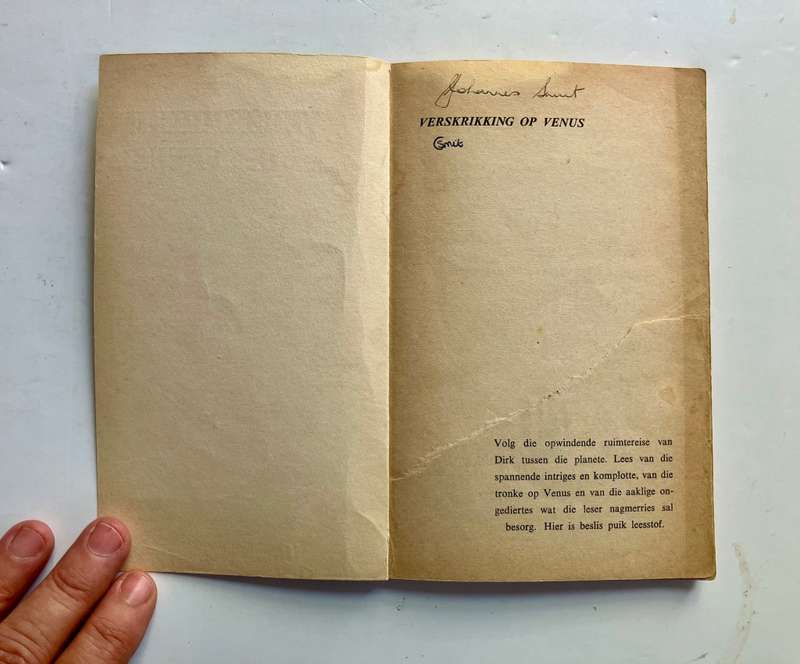 Johannes Smit
VERSKRIKKING OP VENUS
Smit
Volg die opwindende ruimtereise van
Dirk tussen die planete. Lees van die
spannende intriges en komplotte, van die
tronke op Venus en van die aaklige on-
gediertes wat die leser nagmerries sal
besorg. Hier is beslis puik leesstof.